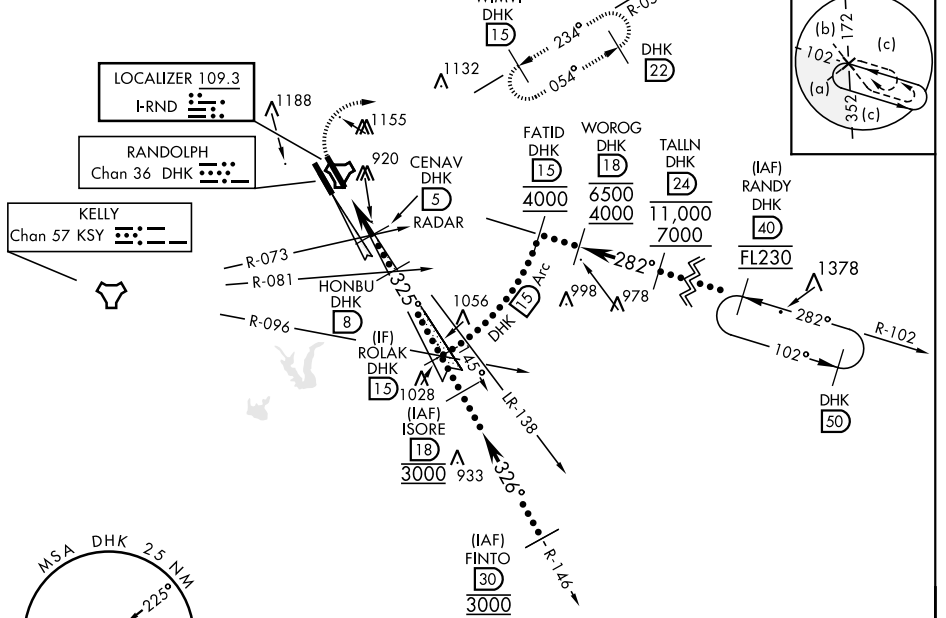 DHK
15
234°
054°
DHK
22
1132
LOCALIZER 109.3
I-RND
1188
1155
RANDOLPH
Chan 36 DHK
920
CENAV
DHK
5
RADAR
KELLY
Chan 57 KSY
R-073
R-081
R-096
HONBU
DHK
8
325°
FATID
DHK
15
4000
WOROG
DHK
18
6500
4000
TALLN
DHK
24
11,000
7000
(IAF)
RANDY
DHK
40
FL230
1378
282°
998
978
282°
102°
R-102
DHK
50
DHK 15 Arc
1056
(IF)
ROLAK
DHK
15
1028
145°
LR-138
(IAF)
ISORE
18
3000
933
326°
(IAF)
FINTO
30
3000
R-146
MSA DHK 25 NM
225°
(b)
172
(c)
102
(a)
352
(c)